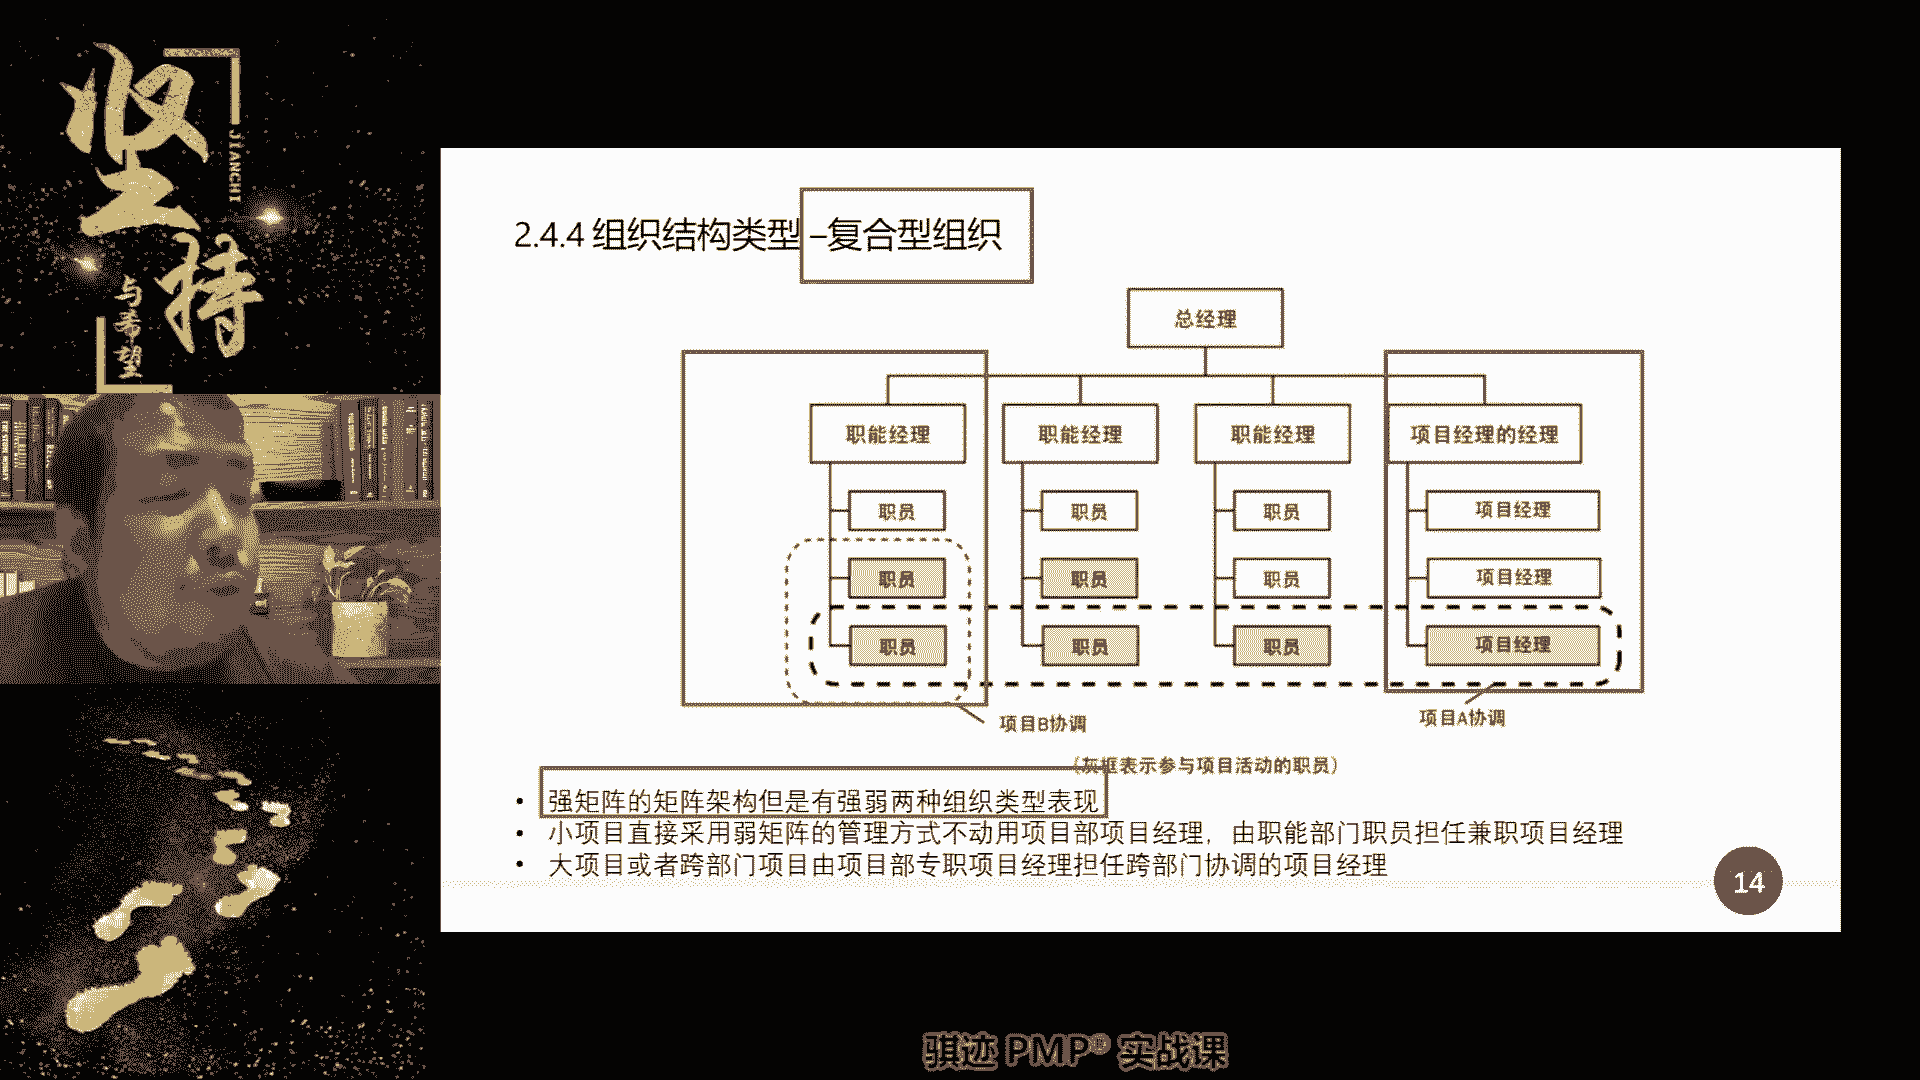 坚持
JIANCHI
与希望
2.4.4 组织结构类型 –复合型组织
总经理
职能经理
职能经理
职能经理
项目经理的经理
职员
职员
职员
项目经理
职员
职员
职员
项目经理
职员
职员
职员
项目经理
项目B协调
项目A协调
(灰框表示参与项目活动的职员)
• 强矩阵的矩阵架构但是有强弱两种组织类型表现
• 小项目直接采用弱矩阵的管理方式不动用项目部项目经理，由职能部门职员担任兼职项目经理
• 大项目或者跨部门项目由项目部专职项目经理担任跨部门协调的项目经理
14
骐迹 PMP® 实战课